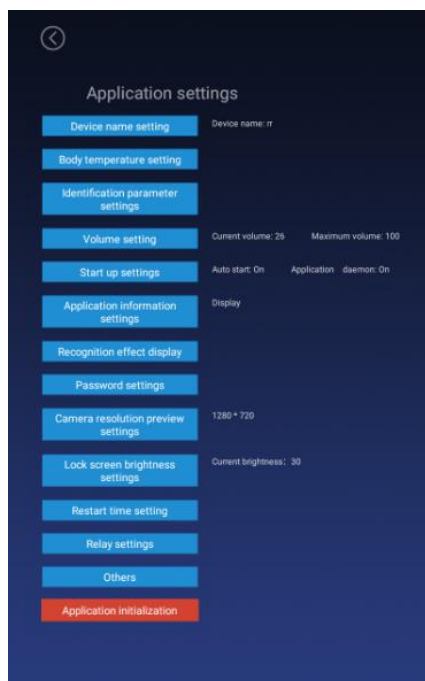 Application settings
Device name setting
Device name: rr
Body temperature setting
Identification parameter
settings
Volume setting
Current volume: 26 Maximum volume: 100
Start up settings
Auto start: On Application daemon: On
Application information
settings
Display
Recognition effect display
Password settings
Camera resolution preview
settings
1280 * 720
Lock screen brightness
settings
Current brightness: 30
Restart time setting
Relay settings
Others
Application initialization